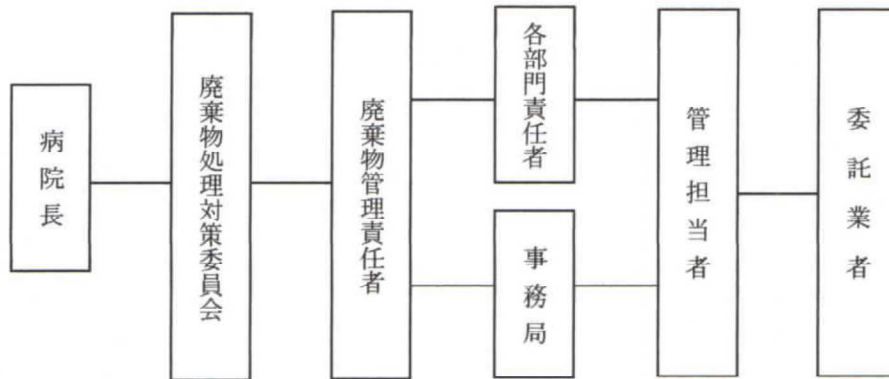 病院長
廃棄物処理対策委員会
廃棄物管理責任者
各部門責任者
事務局
管理担当者
委託業者